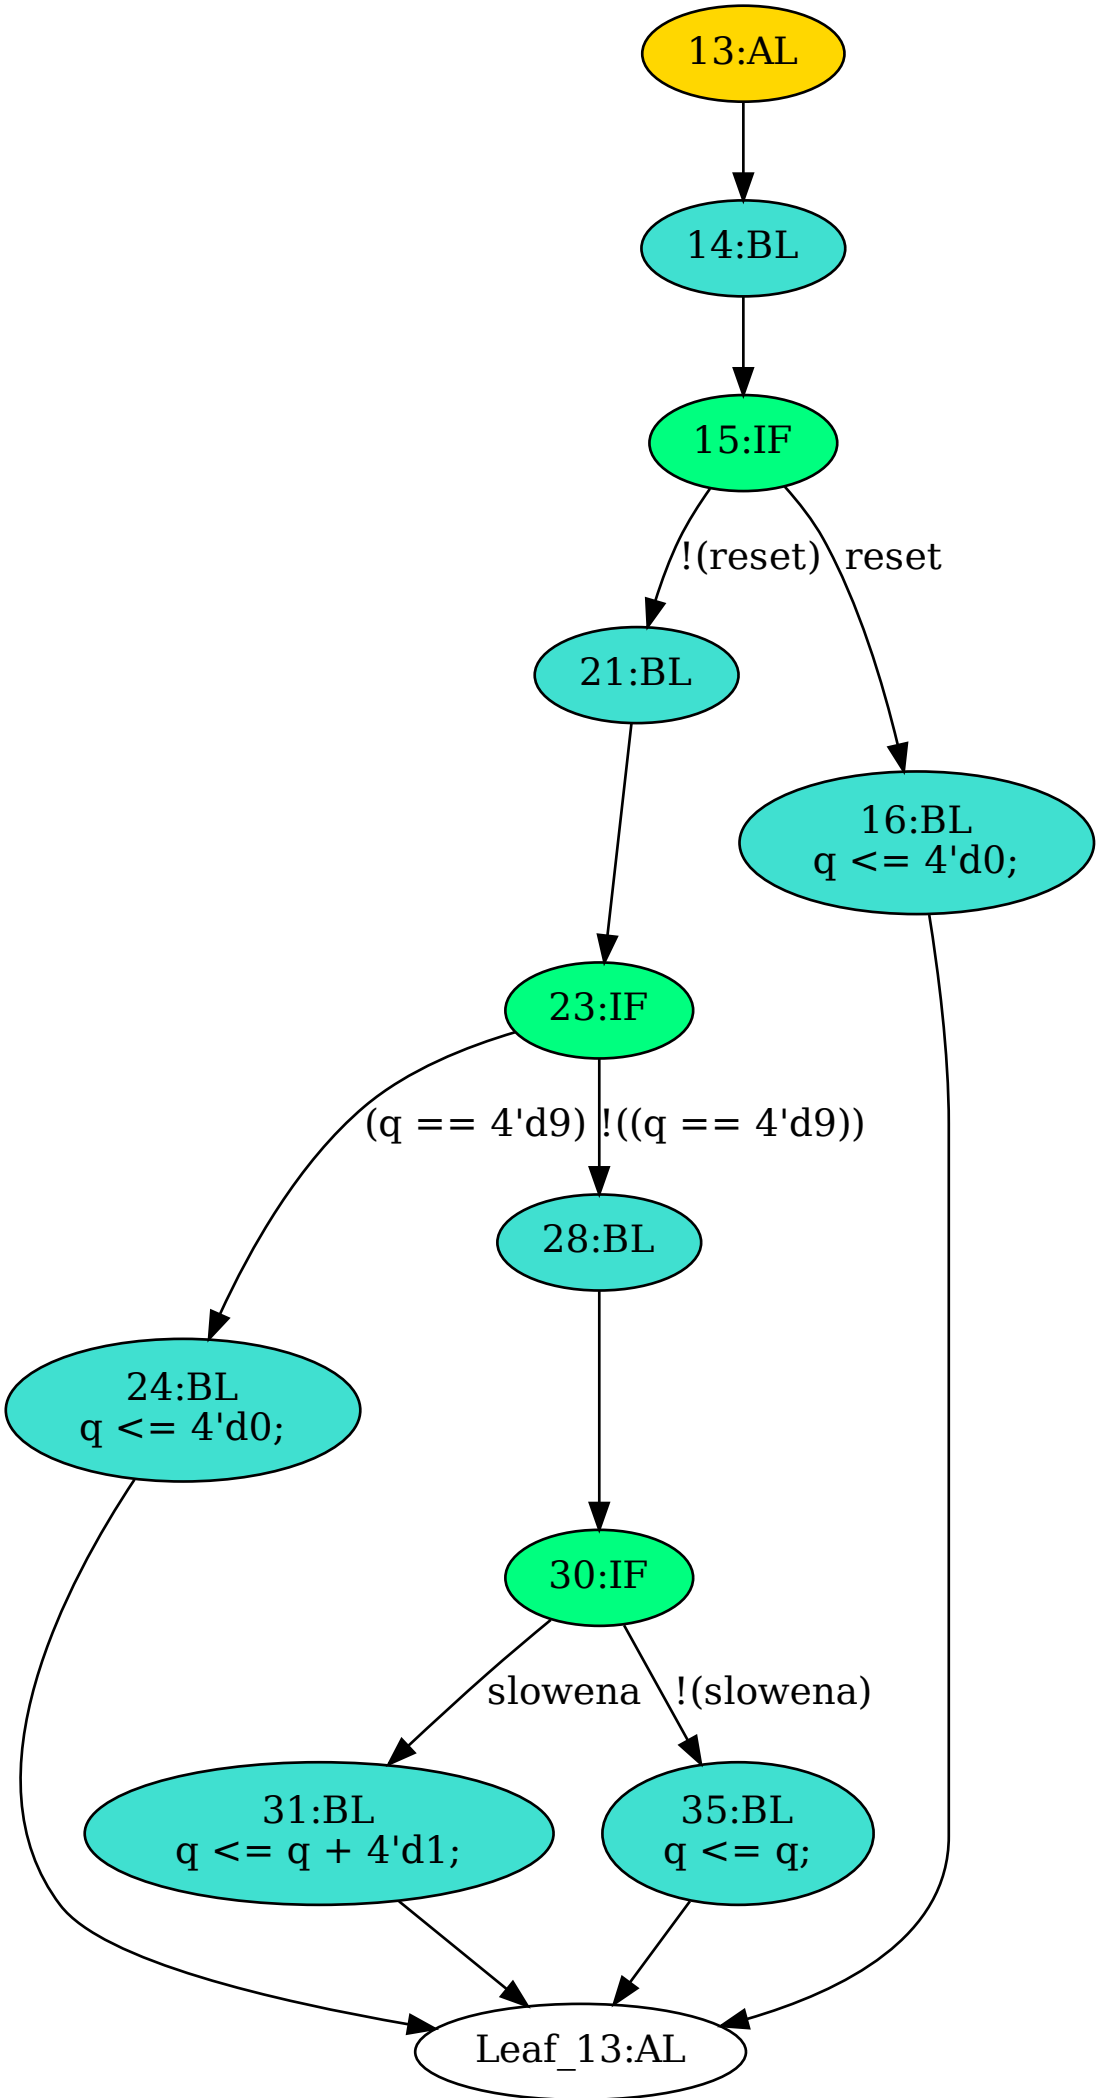 13:AL
14:BL
15:IF
!(reset)
reset
21:BL
16:BL
q <= 4'd0;
23:IF
(q == 4'd9)
!((q == 4'd9))
28:BL
24:BL
q <= 4'd0;
30:IF
slowena
!(slowena)
31:BL
q <= q + 4'd1;
35:BL
q <= q;
Leaf_13:AL